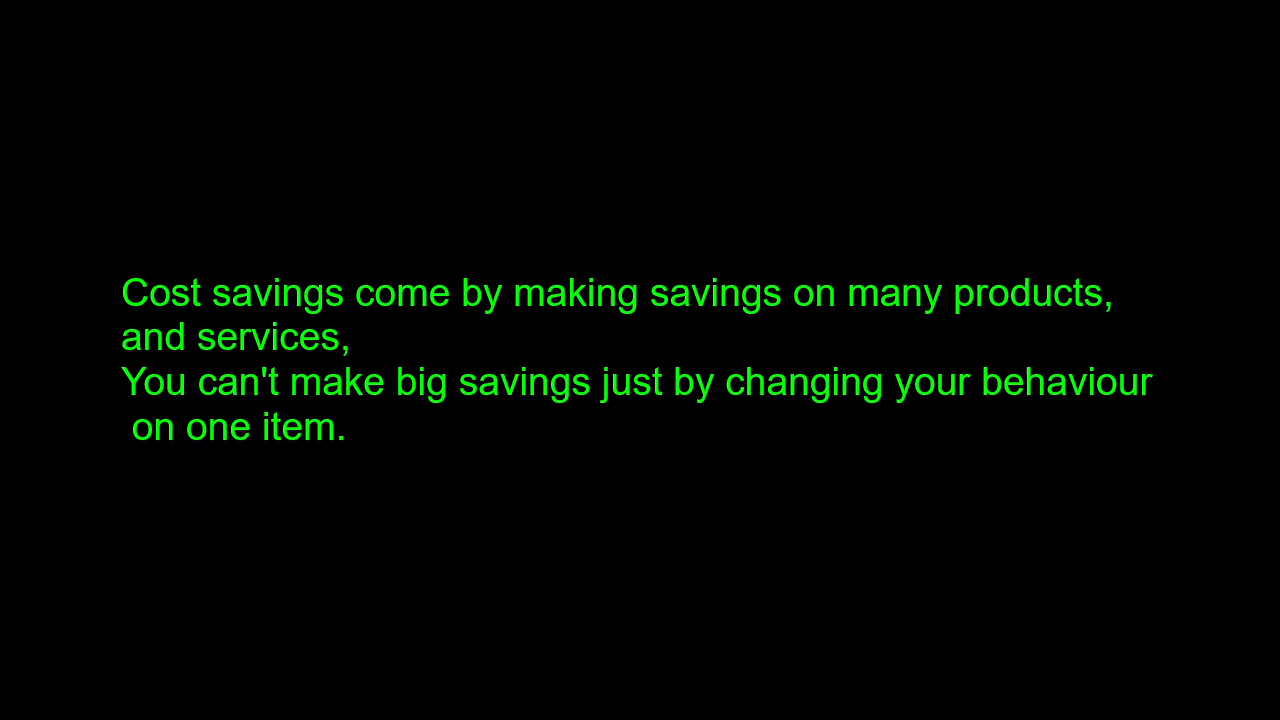 Cost savings come by making savings on many products,
and services,
You can't make big savings just by changing your behaviour
on one item.